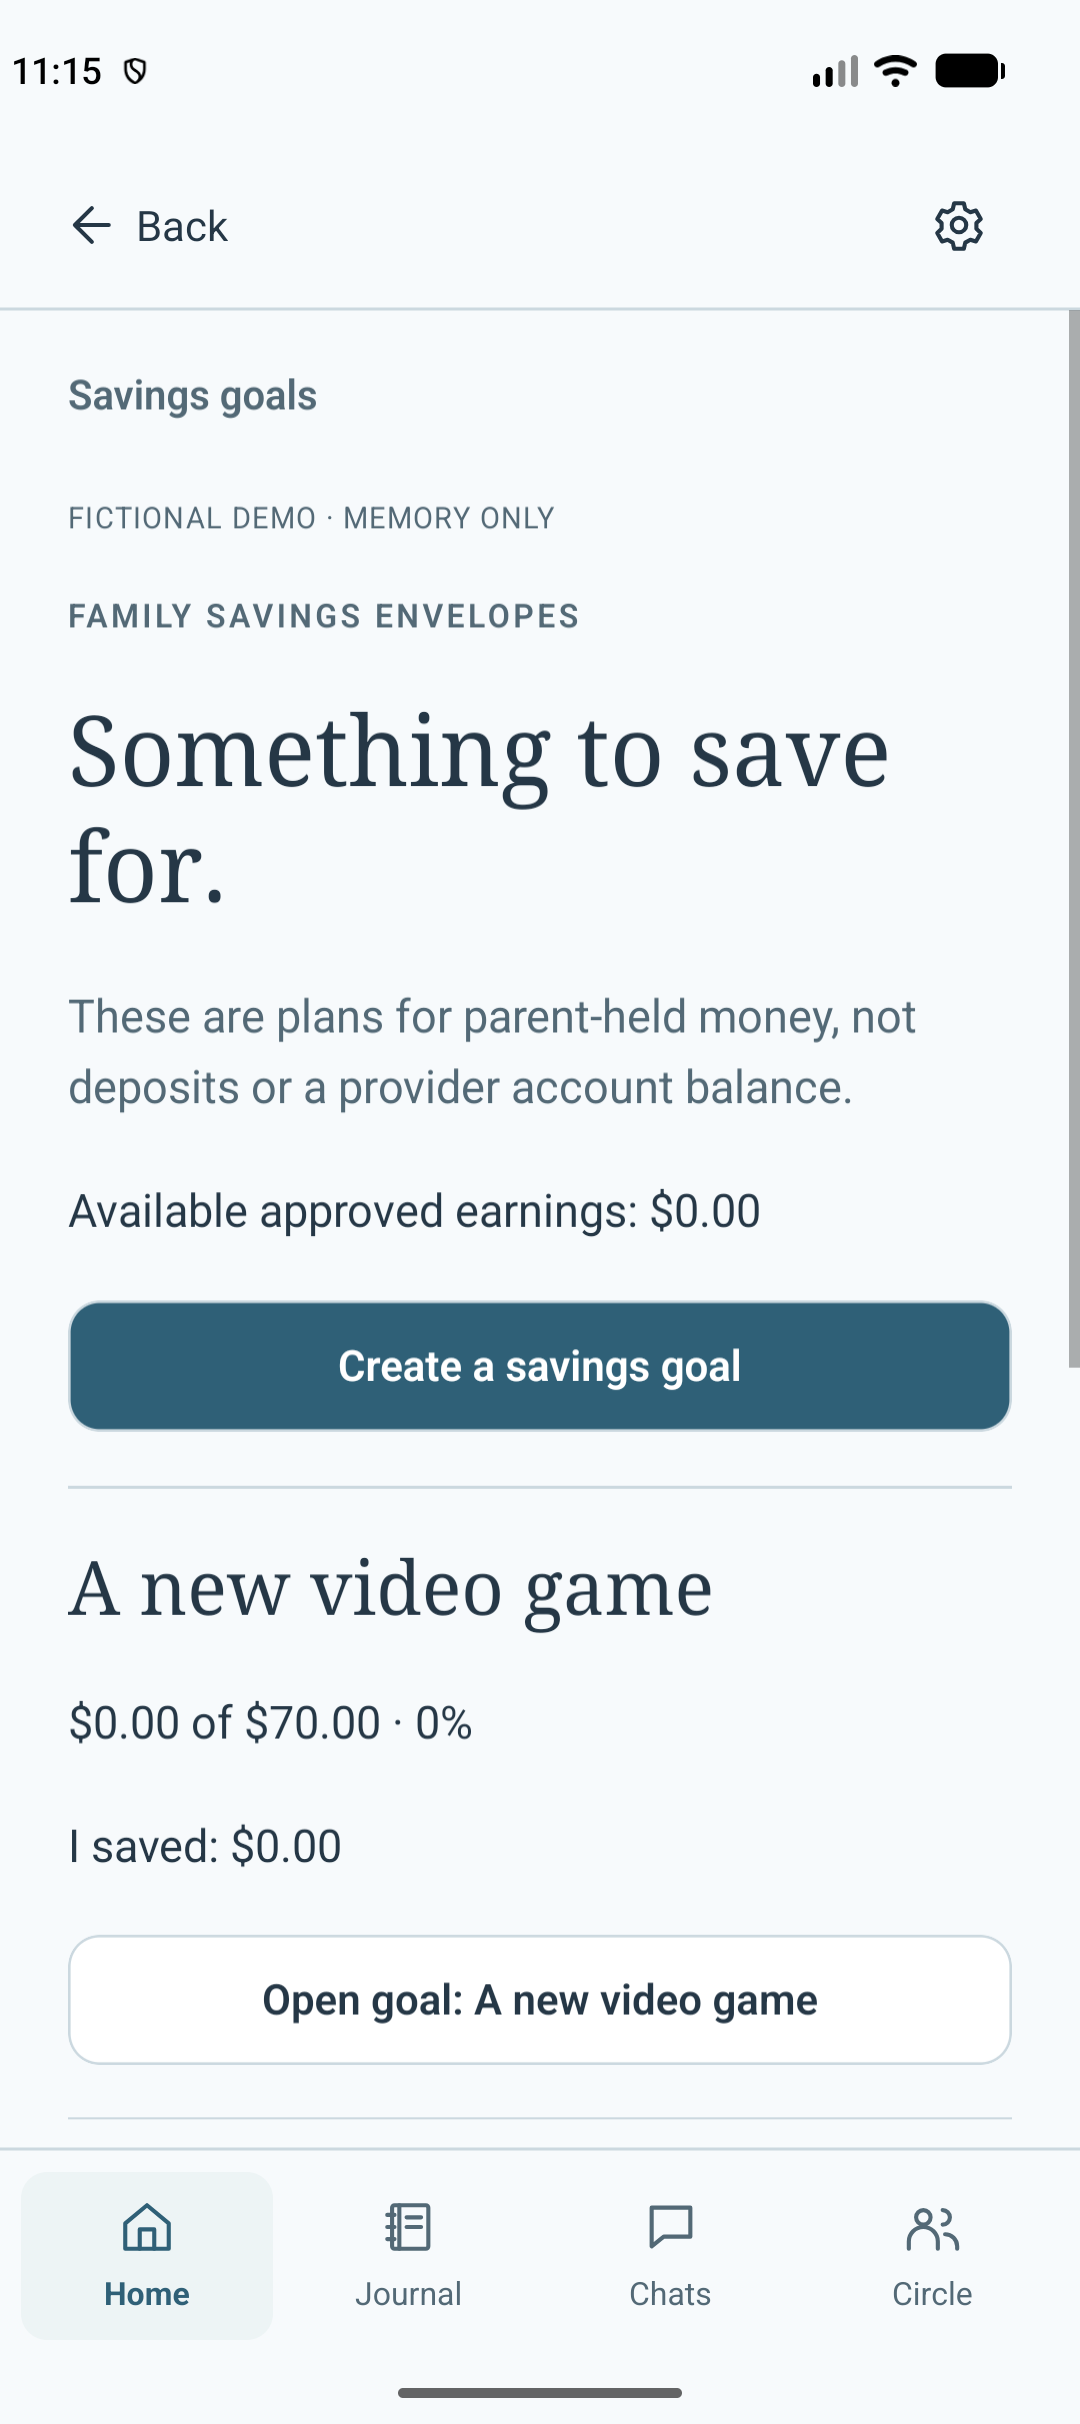 11:15
Back
Savings goals
FICTIONAL DEMO · MEMORY ONLY
FAMILY SAVINGS ENVELOPES
Something to save
for.
These are plans for parent-held money, not
deposits or a provider account balance.
Available approved earnings: $0.00
Create a savings goal
A new video game
$0.00 of $70.00 · 0%
I saved: $0.00
Open goal: A new video game
Home
Journal
Chats
Circle